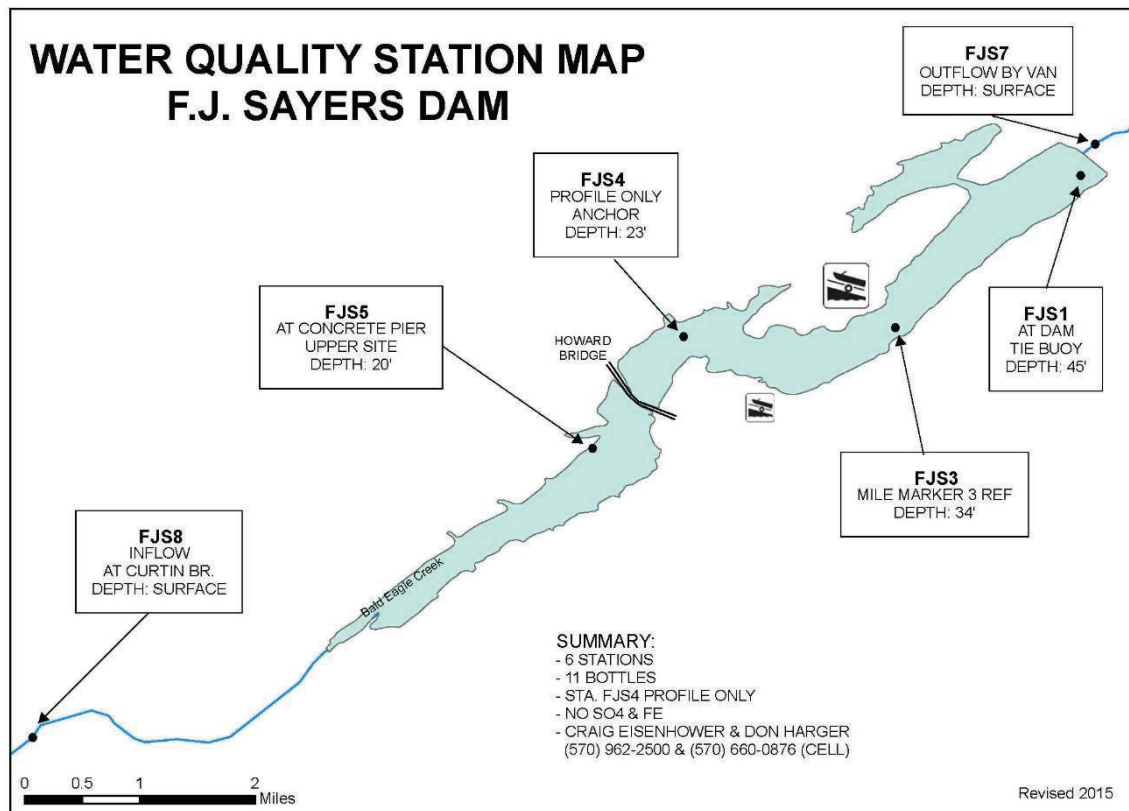 WATER QUALITY STATION MAP
F.J. SAYERS DAM
FJS7
OUTFLOW BY VAN
DEPTH: SURFACE
FJS4
PROFILE ONLY
ANCHOR
DEPTH: 23'
FJS5
AT CONCRETE PIER
UPPER SITE
DEPTH: 20'
HOWARD
BRIDGE
FJS1
AT DAM
TIE BUOY
DEPTH: 45'
FJS3
MILE MARKER 3 REF
DEPTH: 34'
FJS8
INFLOW
AT CURTIN BR.
DEPTH: SURFACE
Bald Eagle Creek
SUMMARY:
- 6 STATIONS
- 11 BOTTLES
- STA. FJS4 PROFILE ONLY
- NO SO4 & FE
- CRAIG EISENHOWER & DON HARGER
(570) 962-2500 & (570) 660-0876 (CELL)
0 0.5 1 2
Miles
Revised 2015